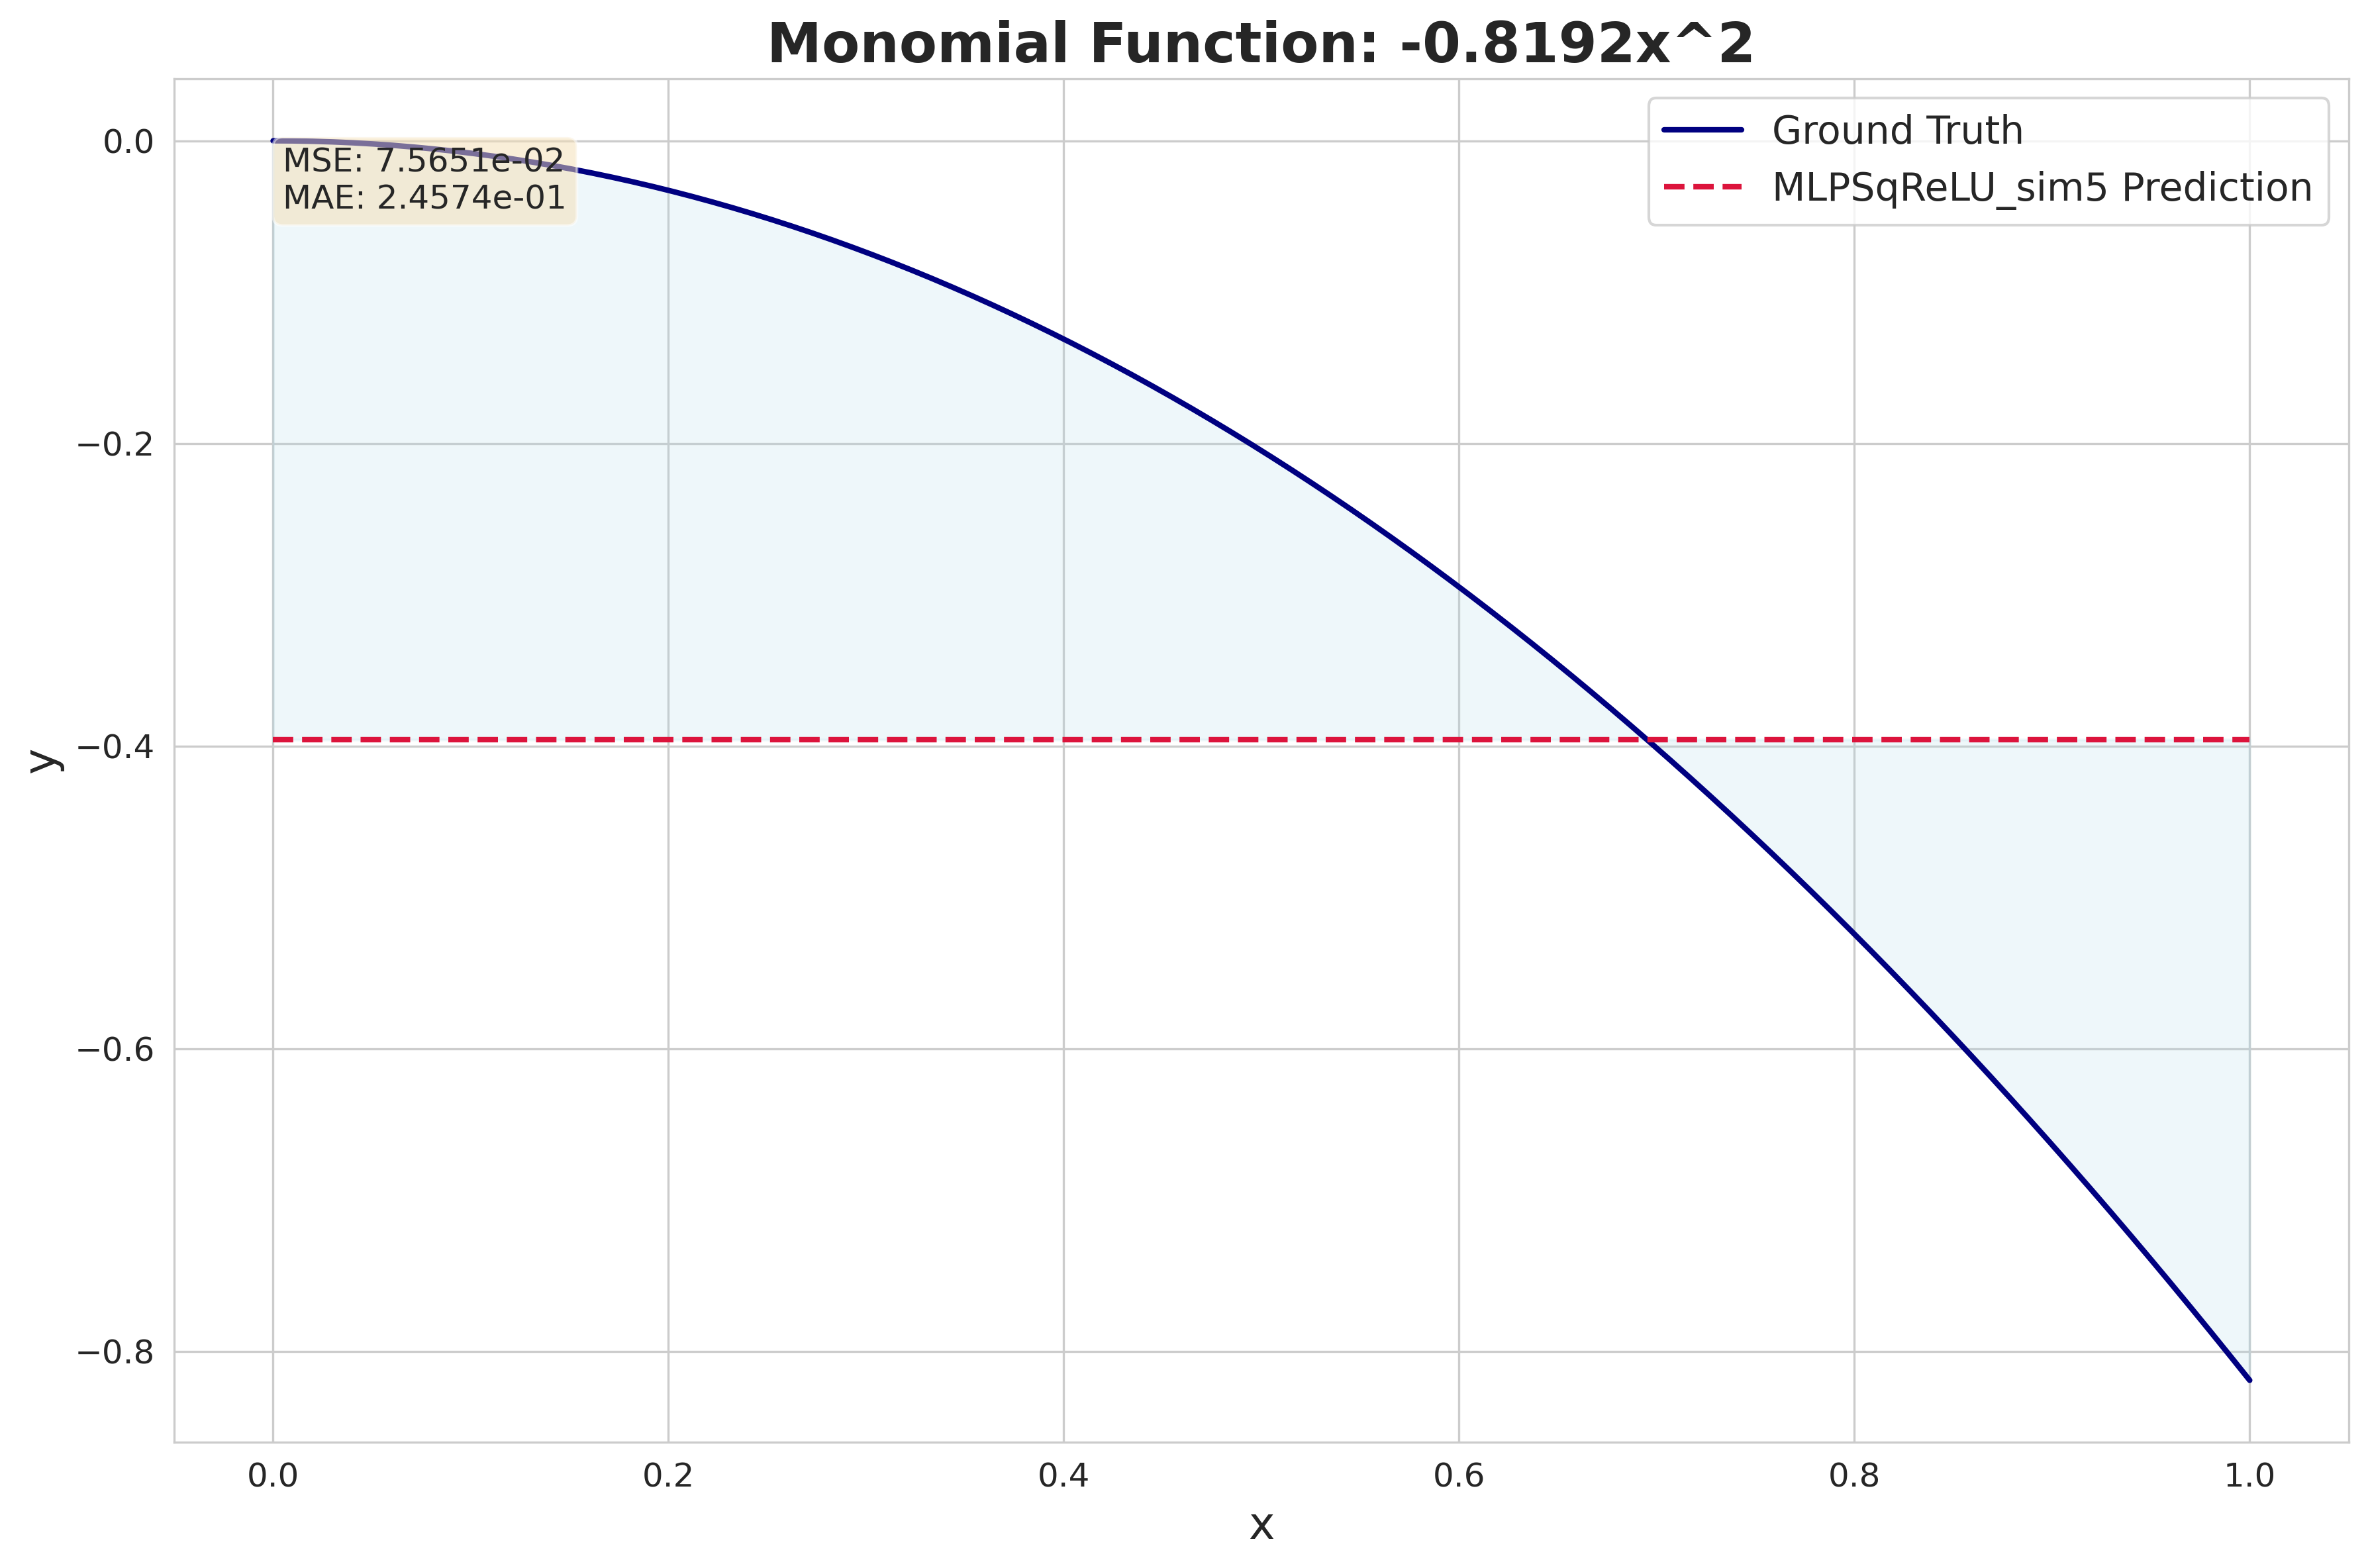 Monomial Function: -0.8192x^2
Ground Truth
MLPSqReLU_sim5 Prediction
MSE: 7.5651e-02
MAE: 2.4574e-01
0.0
−0.2
−0.4
−0.6
−0.8
y
0.0
0.2
0.4
0.6
0.8
1.0
x